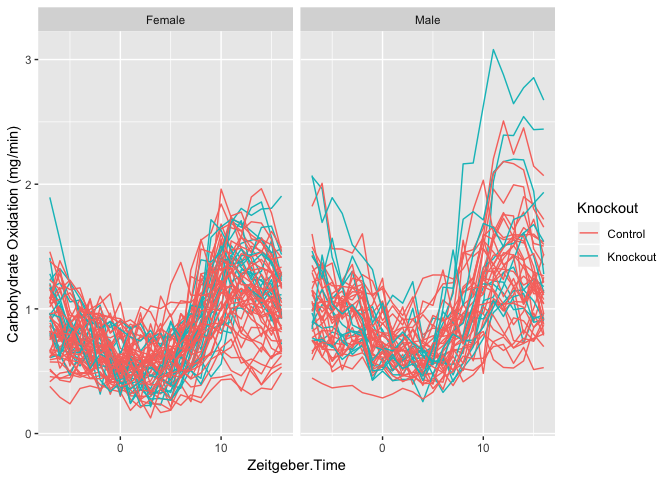 Female
Male
Carbohydrate Oxidation (mg/min)
3
2
1
0
0
10
0
10
Zeitgeber.Time
Knockout
Control
Knockout